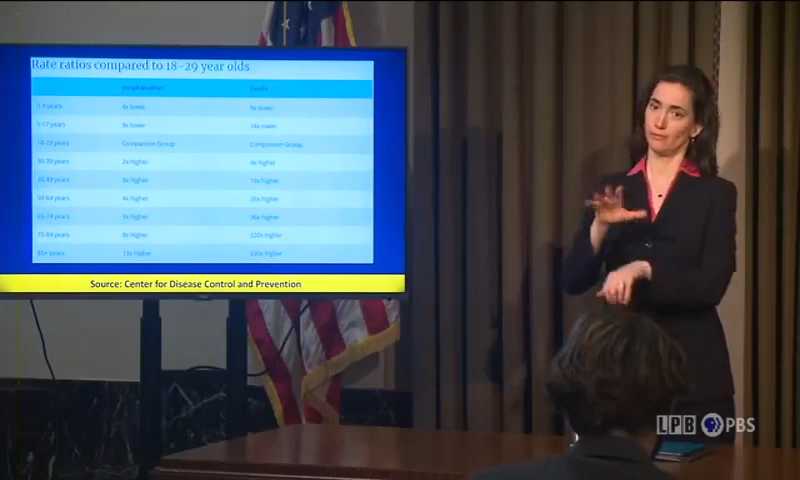 Rate ratios compared to 18–29 year olds
Hospitalization Death
0-4 years 4x lower 9x lower
5-17 years 9x lower 16x lower
18-29 years Comparison Group Comparison Group
30-39 years 2x higher 4x higher
40-49 years 3x higher 10x higher
50-64 years 4x higher 30x higher
65-74 years higher higher
75-84 years 8x higher 220x higher
85+ years 13x higher higher
Source: Center for Disease Control and Prevention
LPB PBS